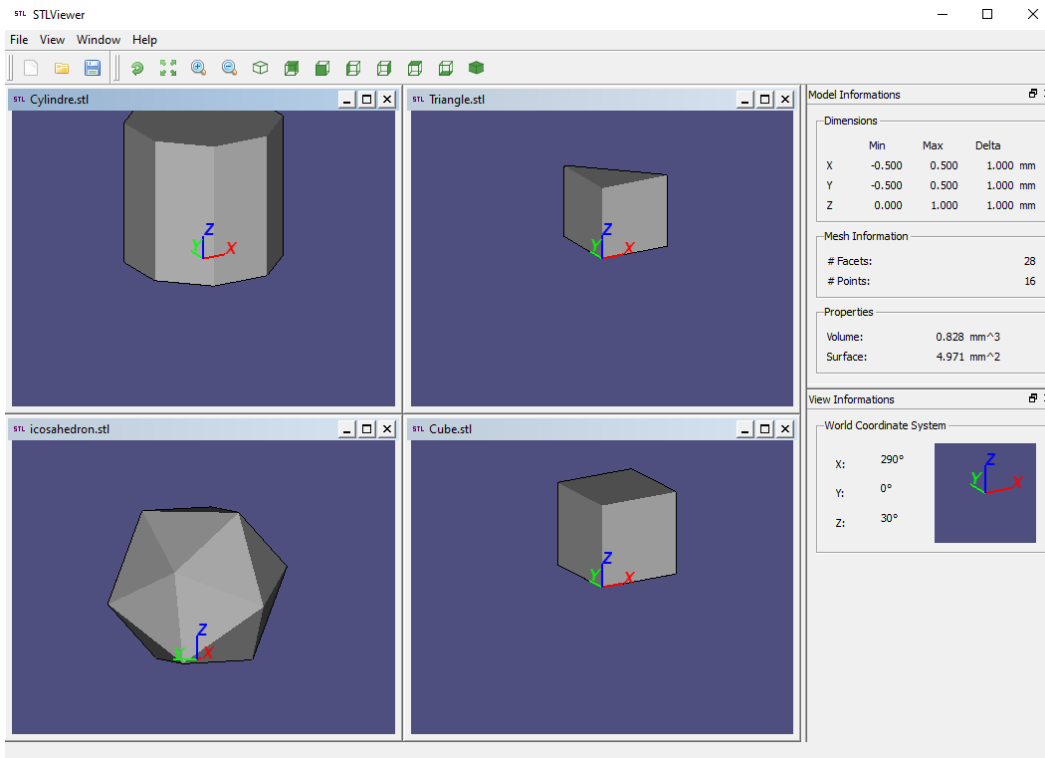 STL STLViewer
File View Window Help
STL Cylindre.stl
STL Triangle.stl
Z
Y
X
Z
Y
X
STL icosahedron.stl
STL Cube.stl
Z
Y
X
Z
Y
X
Model Informations
Dimensions
Min Max Delta
X -0.500 0.500 1.000 mm
Y -0.500 0.500 1.000 mm
Z 0.000 1.000 1.000 mm
Mesh Information
# Facets: 28
# Points: 16
Properties
Volume: 0.828 mm^3
Surface: 4.971 mm^2
View Informations
World Coordinate System
X: 290°
Y: 0°
Z: 30°
Z
Y
X